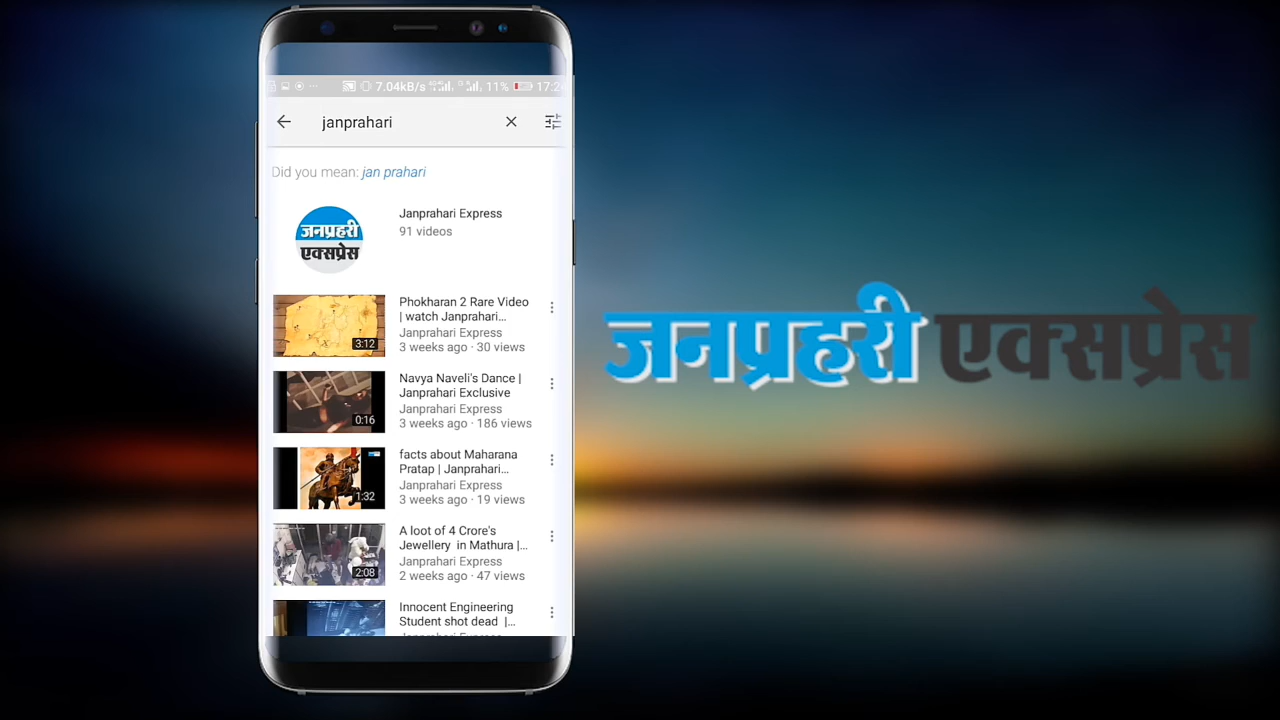 7.04kB/s 11% 17:24
janprahari
Did you mean: jan prahari
जनप्रहरी
एक्सप्रेस
Janprahari Express
91 videos
3:12
Phokharan 2 Rare Video
| watch Janprahari...
Janprahari Express
3 weeks ago · 30 views
0:16
Navya Naveli's Dance |
Janprahari Exclusive
Janprahari Express
3 weeks ago · 186 views
1:32
facts about Maharana
Pratap | Janprahari...
Janprahari Express
3 weeks ago · 19 views
2:08
A loot of 4 Crore's
Jewellery in Mathura |...
Janprahari Express
2 weeks ago · 47 views
Innocent Engineering
Student shot dead |...
Janprahari Express
जनप्रहरी एक्सप्रेस